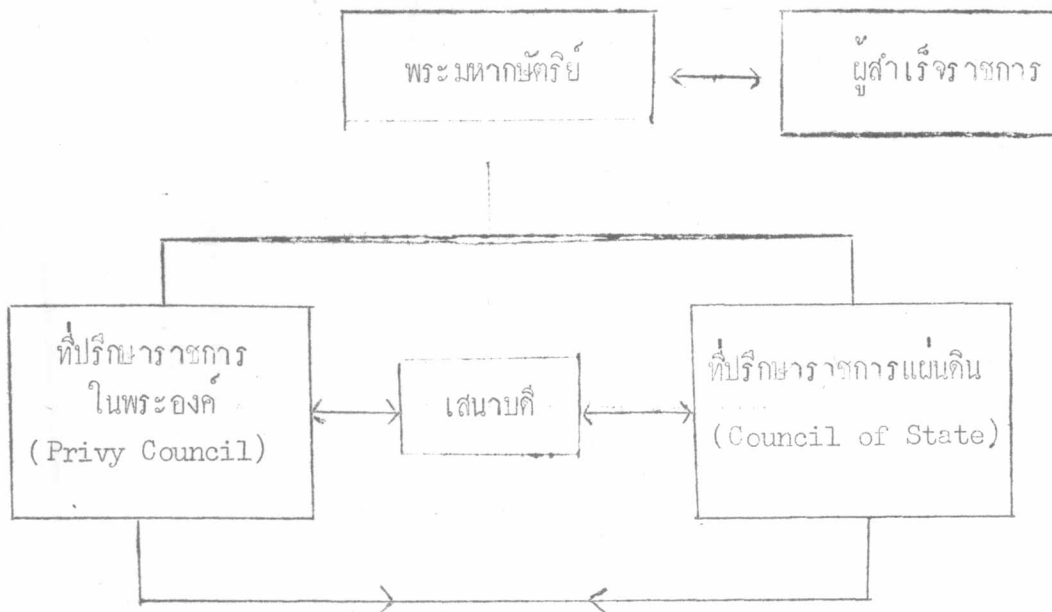 พระมหากษัตริย์
ผู้สำเร็จราชการ
ที่ปรึกษาราชการ
ในพระองค์
(Privy Council)
เสนาบดี
ที่ปรึกษาราชการแผ่นดิน
(Council of State)